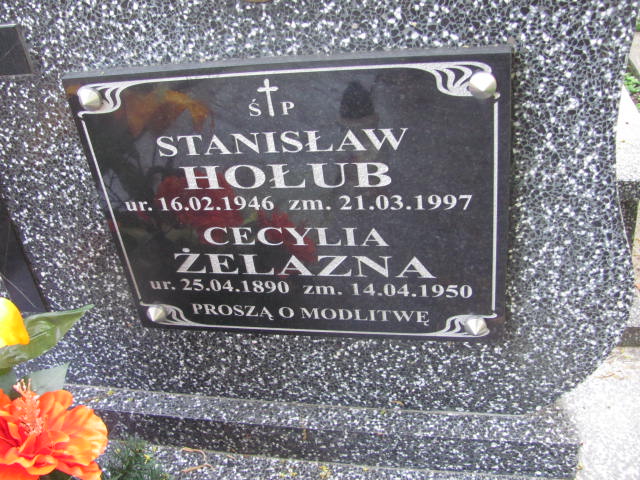 Ś P
STANISŁAW
HOŁUB
ur. 16.02.1946 zm. 21.03.1997
CECYLIA
ŻELAZNA
ur. 25.04.1890 zm. 14.04.1950
PROSZĄ O MODLITWĘ